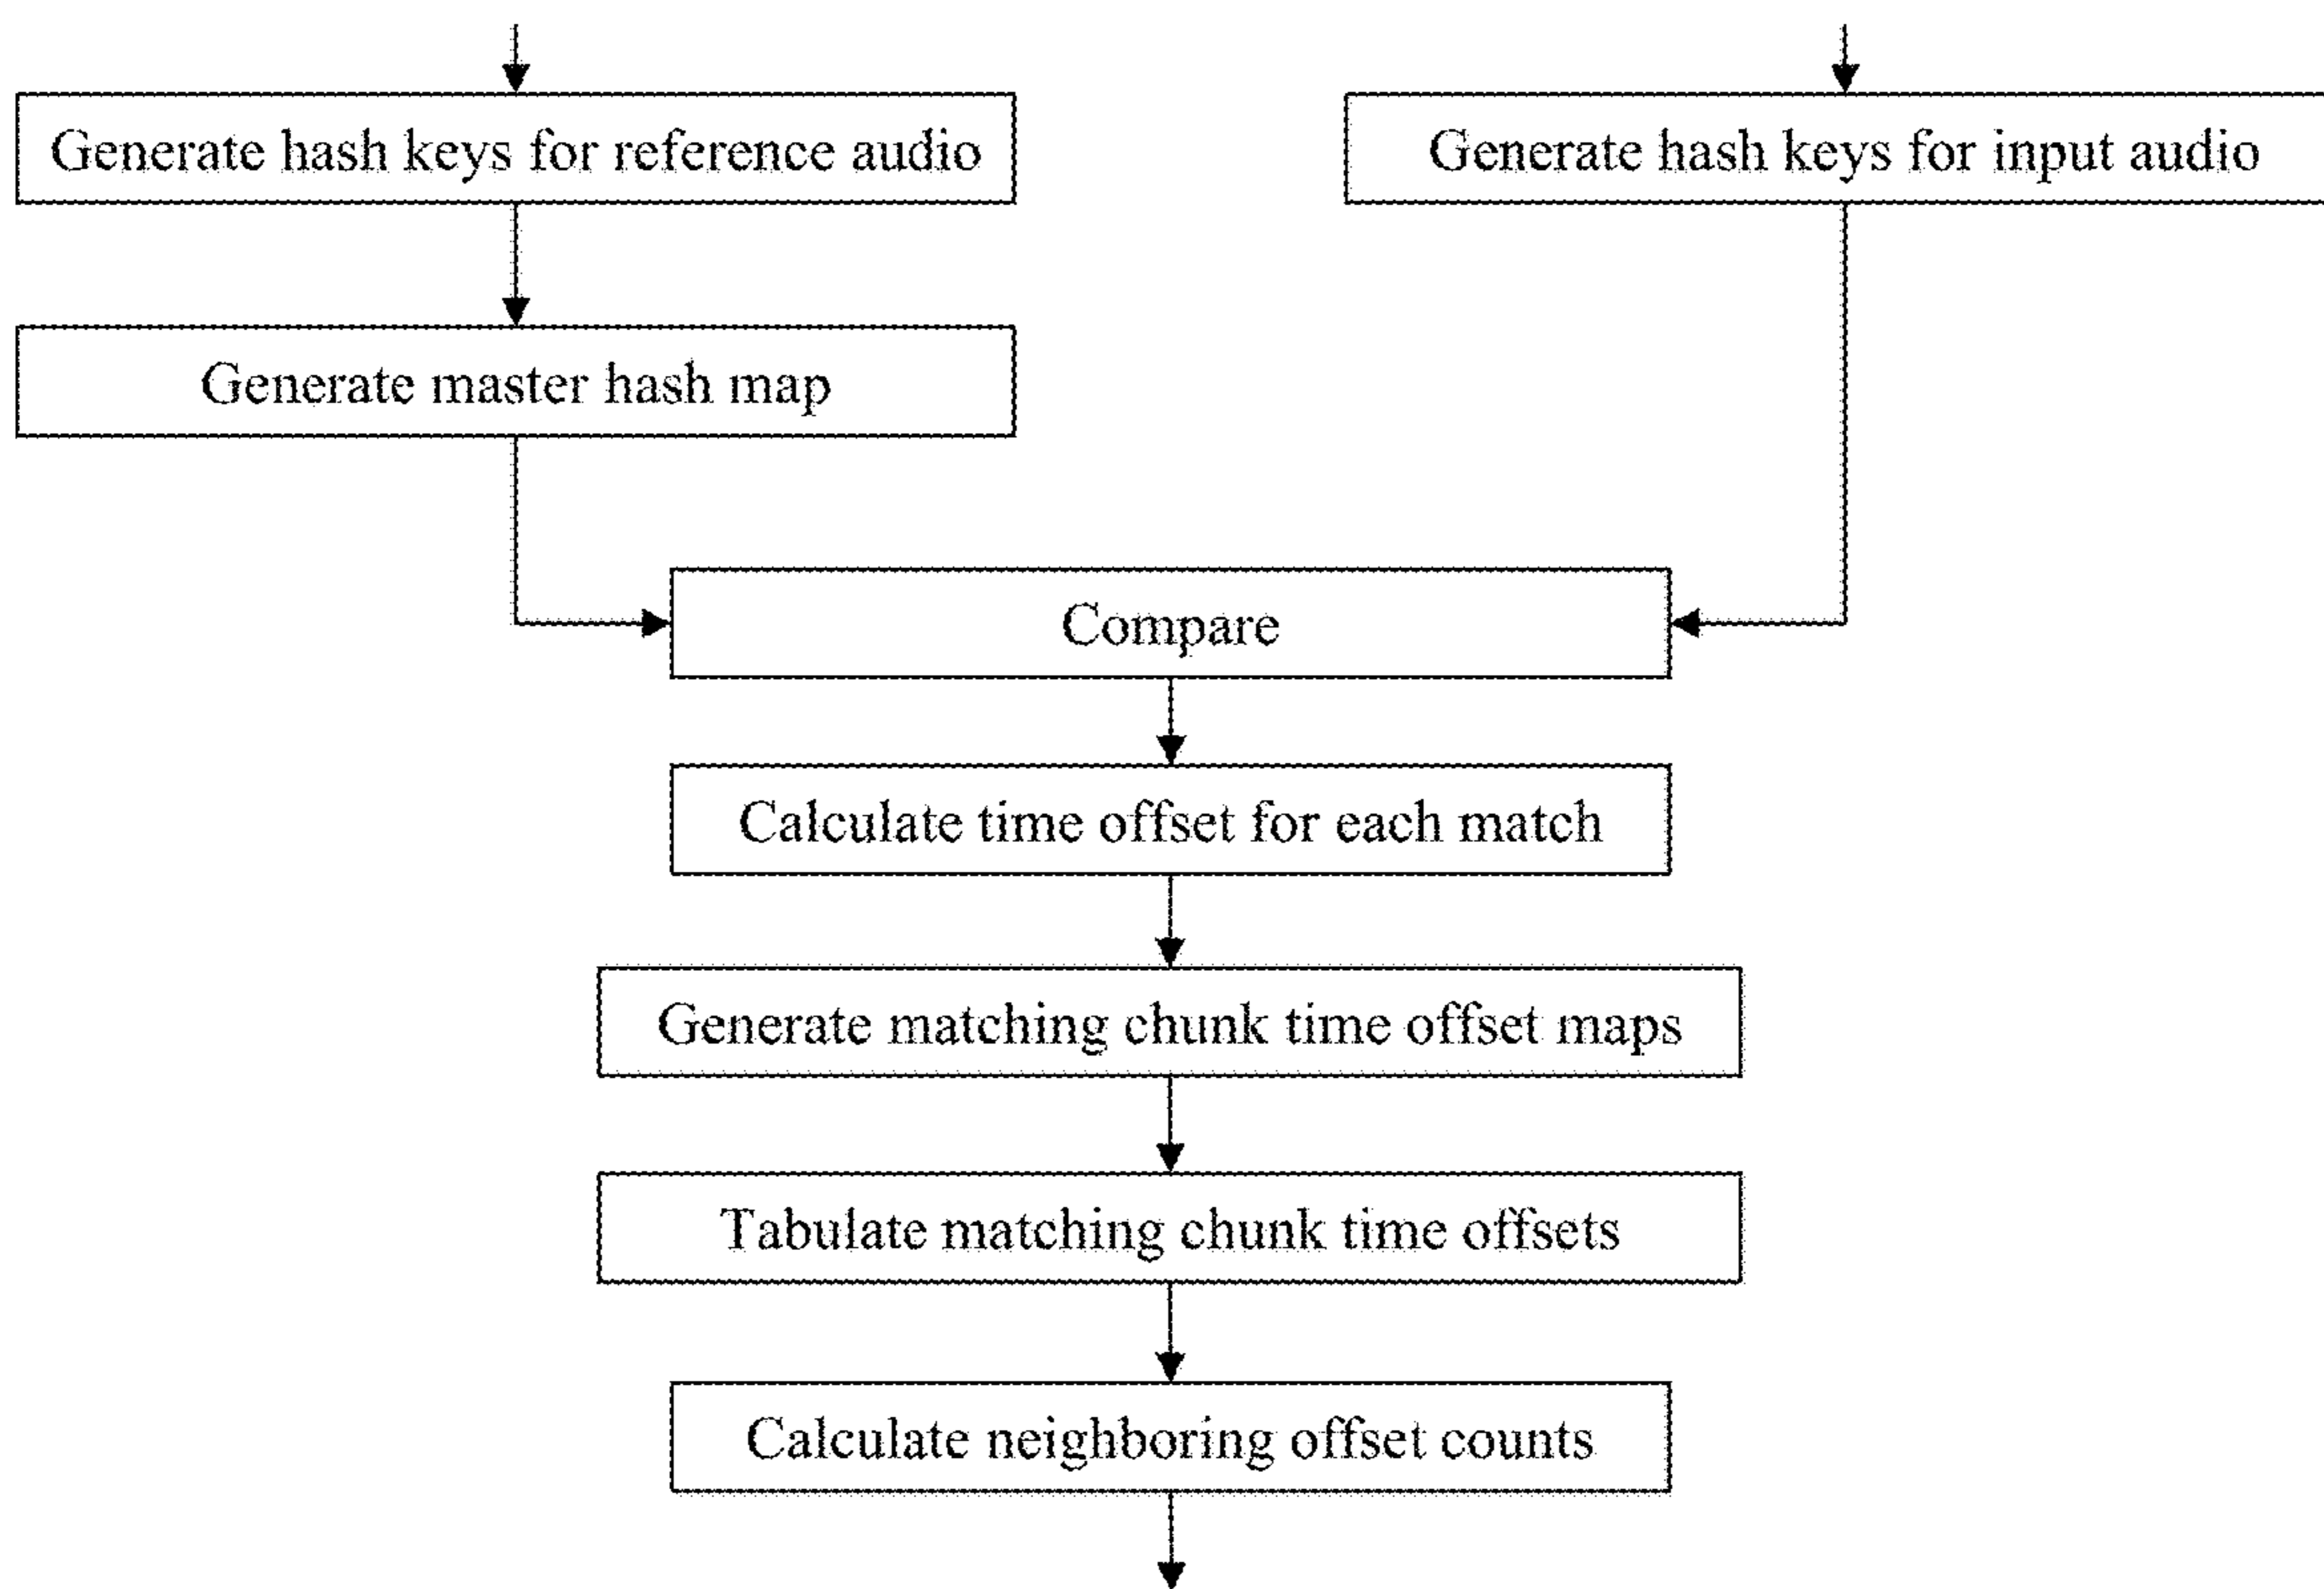 Generate hash keys for reference audio
Generate hash keys for input audio
Generate master hash map
Compare
Calculate time offset for each match
Generate matching chunk time offset maps
Tabulate matching chunk time offsets
Calculate neighboring offset counts